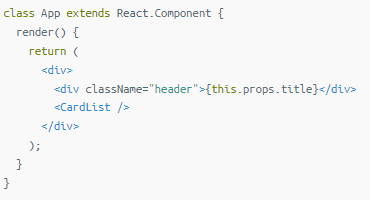 class App extends React.Component {
  render() {
    return (
      <div>
        <div className="header">{this.props.title}</div>
        <CardList />
      </div>
    );
  }
}